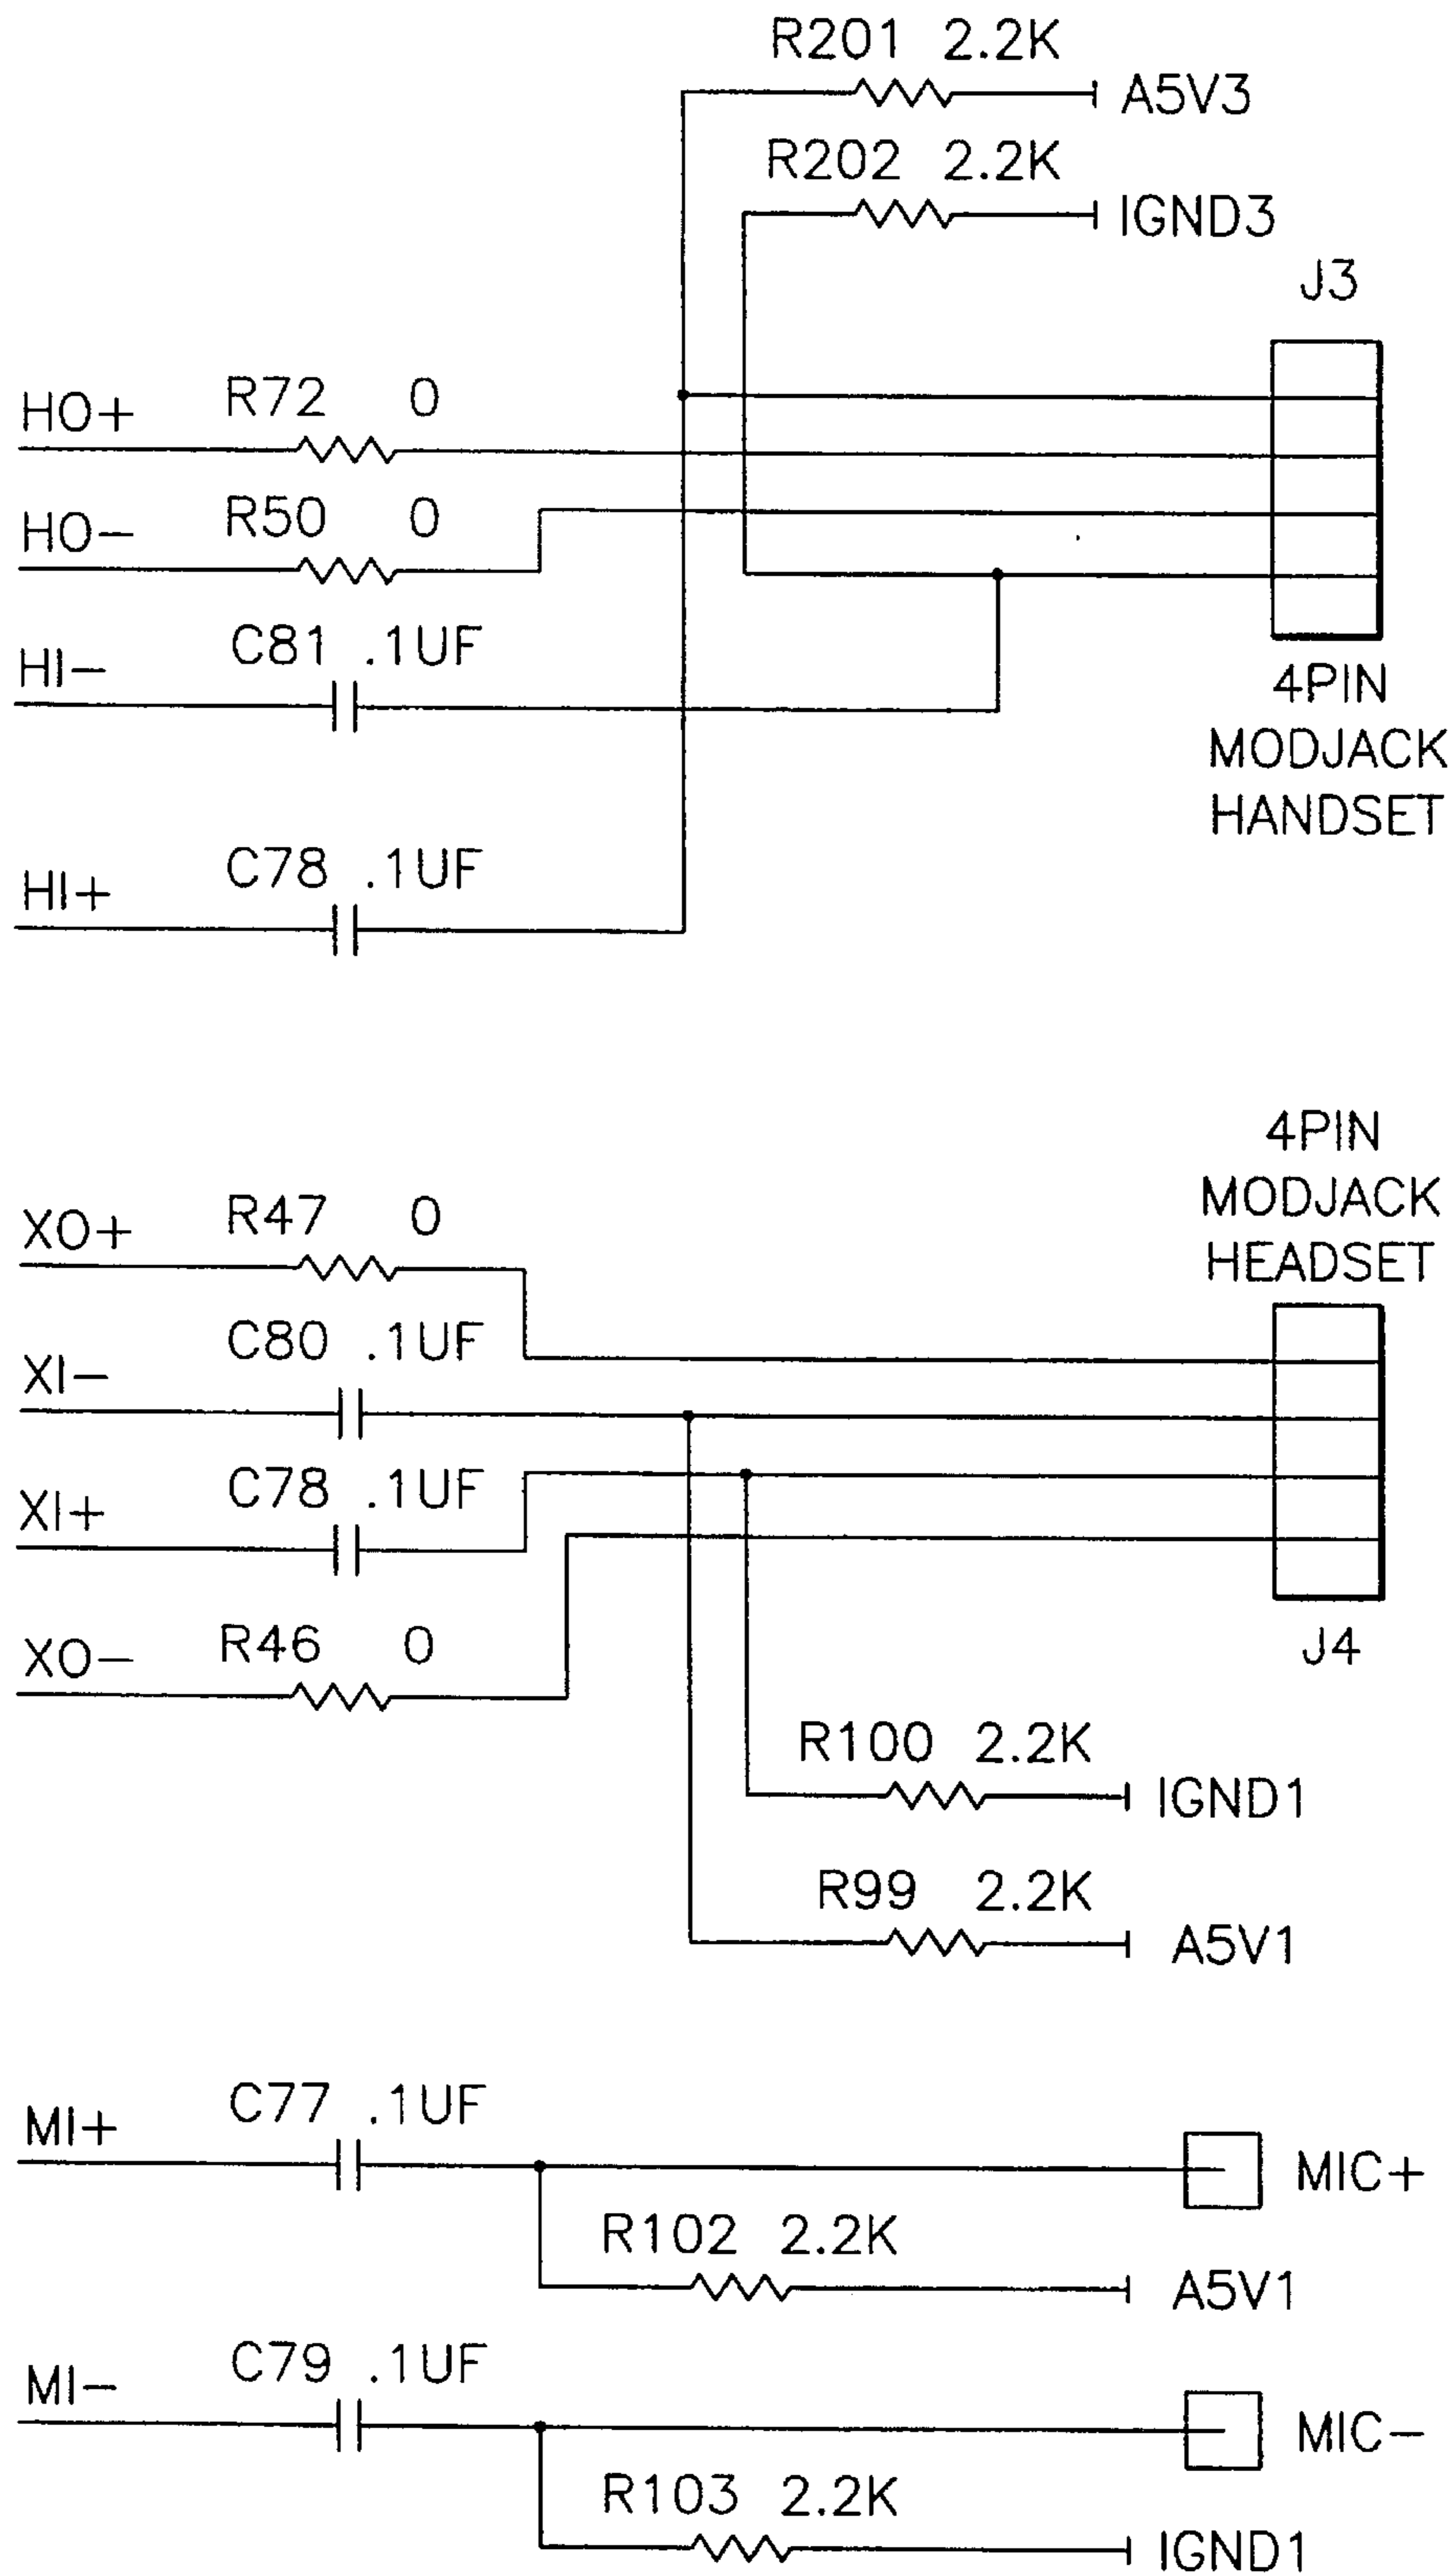 R201 2.2K
A5V3
R202 2.2K
IGND3
J3
HO+ R72 0
HO- R50 0
HI- C81 .1UF
4PIN
MODJACK
HANDSET
HI+ C78 .1UF
4PIN
MODJACK
HEADSET
XO+ R47 0
XI- C80 .1UF
XI+ C78 .1UF
XO- R46 0
J4
R100 2.2K
IGND1
R99 2.2K
A5V1
MI+ C77 .1UF
MIC+
R102 2.2K
A5V1
MI- C79 .1UF
MIC-
R103 2.2K
IGND1